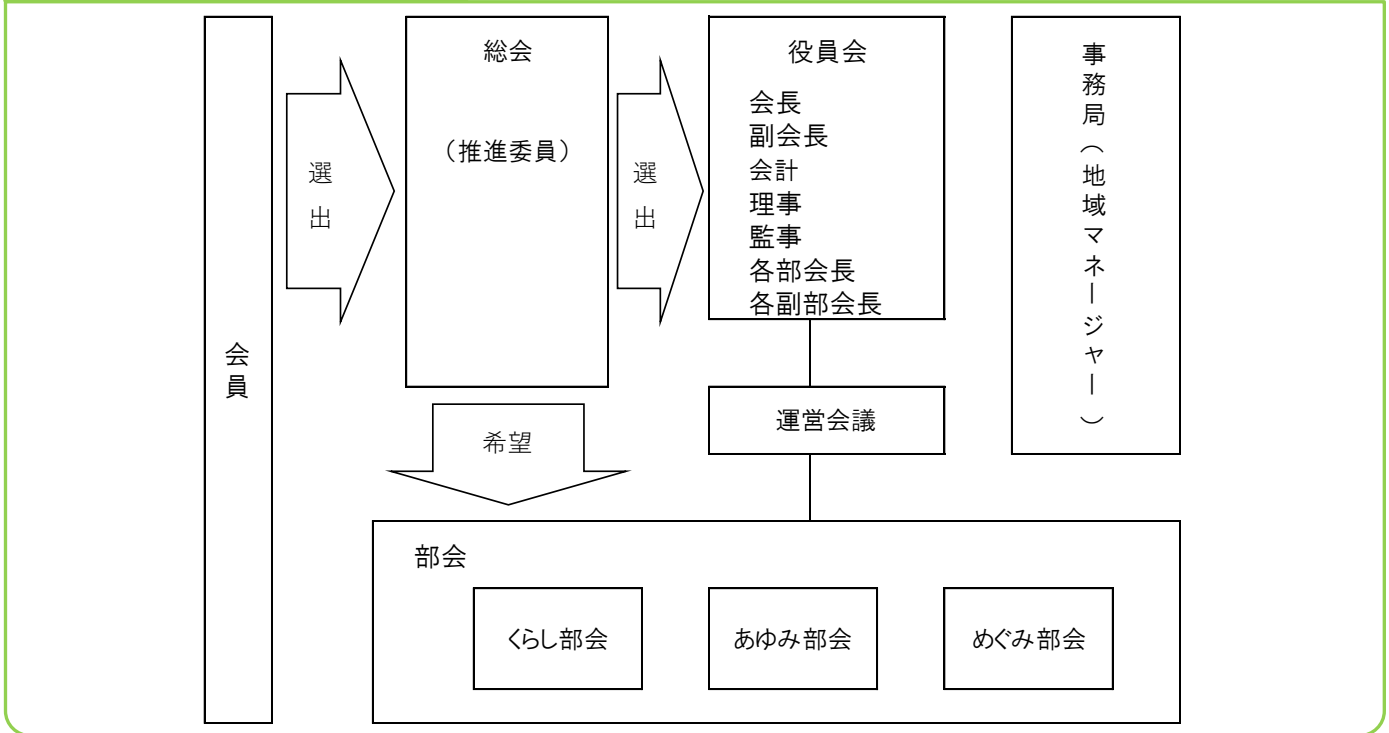 会員
選出
総会
（推進委員）
選出
役員会
会長
副会長
会計
理事
監事
各部会長
各副部会長
事務局（地域マネージャー）
運営会議
希望
部会
くらし部会
あゆみ部会
めぐみ部会